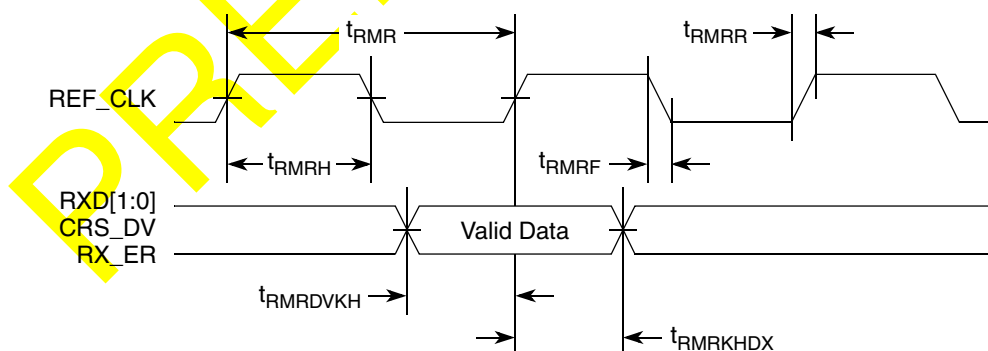 PRE
tRMR
tRMRR
REF_CLK
tRMRH
tRMRF
RXD[1:0]
CRS_DV
RX_ER
Valid Data
tRMRDVKH
tRMRKHDX